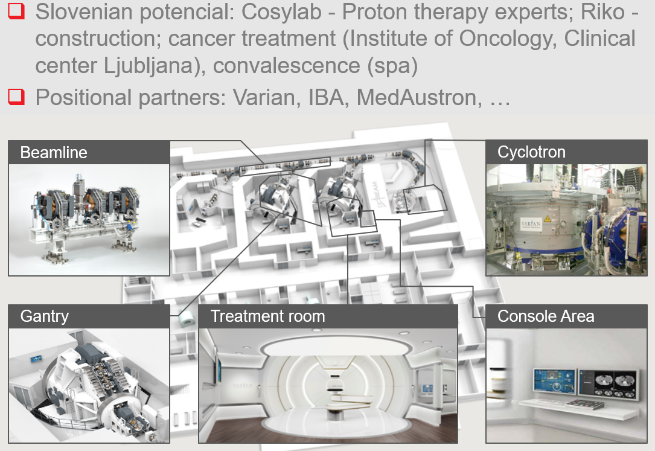 Slovenian potencial: Cosylab - Proton therapy experts; Riko -
construction; cancer treatment (Institute of Oncology, Clinical
center Ljubljana), convalescence (spa)
Positional partners: Varian, IBA, MedAustron, …
Beamline
Cyclotron
VARIAN
Gantry
Treatment room
Console Area